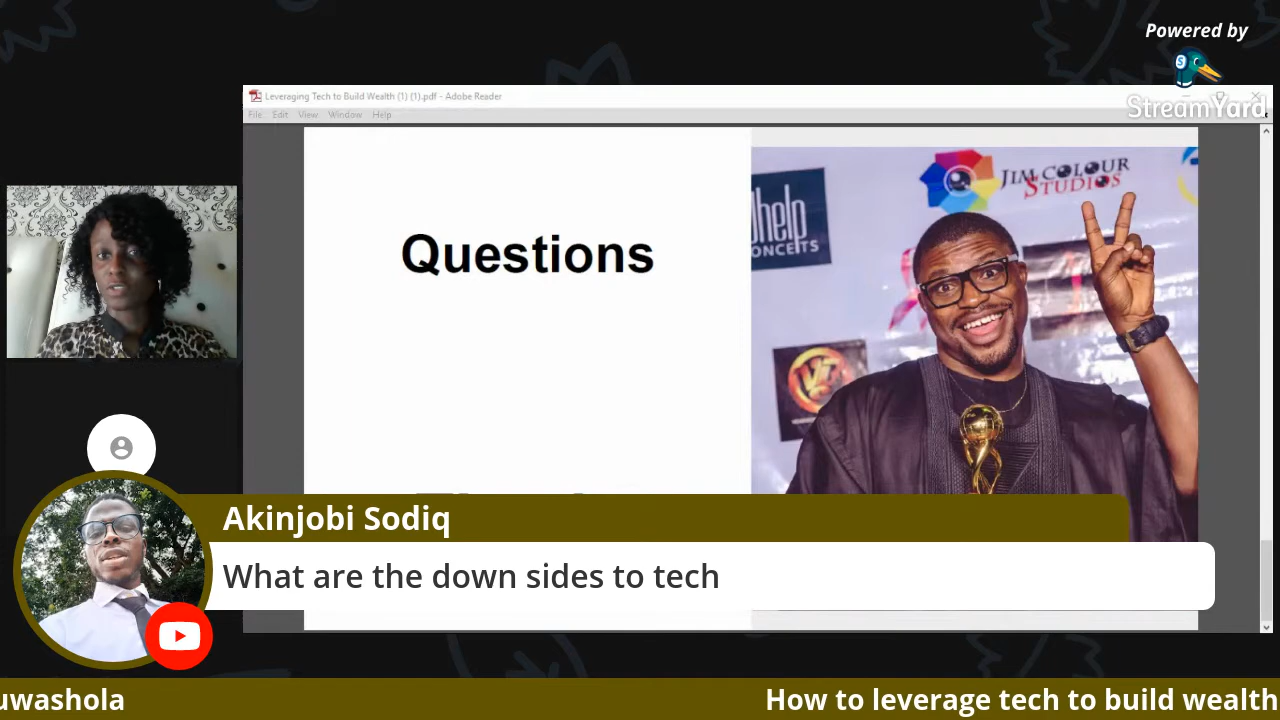 Powered by
StreamYard
Leveraging Tech to Build Wealth (1) (1).pdf - Adobe Reader
File Edit View Window Help
Questions
JIM COLOUR
STUDIOS
help
ONCEITS
Akinjobi Sodiq
What are the down sides to tech
uwashola
How to leverage tech to build wealth